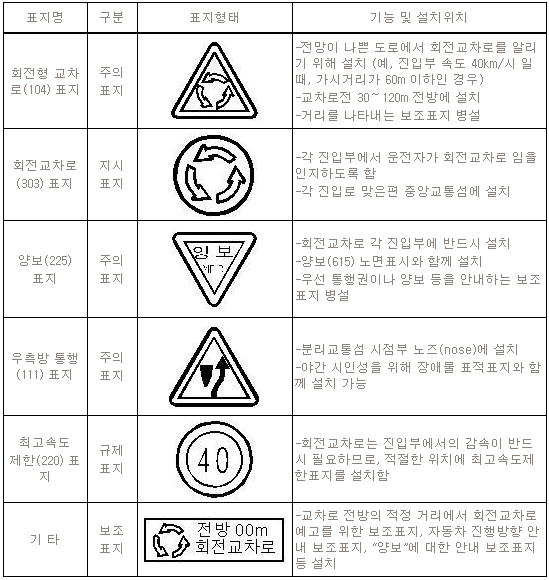 표지명 구분 표지형태 기능 및 설치위치
회전형 교차
로(104) 표지
주의
표지
-전망이 나쁜 도로에서 회전교차로를 알리
기 위해 설치 (예, 진입부 속도 40km/시 일
때, 가시거리가 60m 이하인 경우)
-교차로전 30~120m 전방에 설치
-거리를 나타내는 보조표지 병설
회전교차로
(303) 표지
지시
표지
-각 진입부에서 운전자가 회전교차로 임을
인지하도록 함
-각 진입로 맞은편 중앙교통섬에 설치
양보(225)
표지
주의
표지
양보
-회전교차로 각 진입부에 반드시 설치
-양보(615) 노면표시와 함께 설치
-우선 통행권이나 양보 등을 안내하는 보조
표지 병설
우측방 통행
(111) 표지
주의
표지
-분리교통섬 시점부 노즈(nose)에 설치
-야간 시인성을 위해 장애물 표적표지와 함
께 설치 가능
최고속도
제한(220) 표
지
규제
표지
40
-회전교차로는 진입부에서의 감속이 반드
시 필요하므로, 적절한 위치에 최고속도제
한표지를 설치함
기 타
보조
표지
전방 00m
회전교차로
-교차로 전방의 적정 거리에서 회전교차로
예고를 위한 보조표지, 자동차 진행방향 안
내 보조표지, “양보”에 대한 안내 보조표지
등 설치